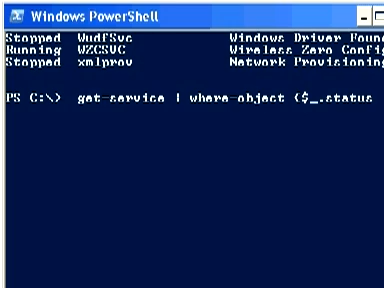 Windows PowerShell
Stopped WudfSvc Windows Driver Found
Running WZCSVC Wireless Zero Config
Stopped xmlprov Network Provisioning
PS C:\> get-service | where-object ($_.status